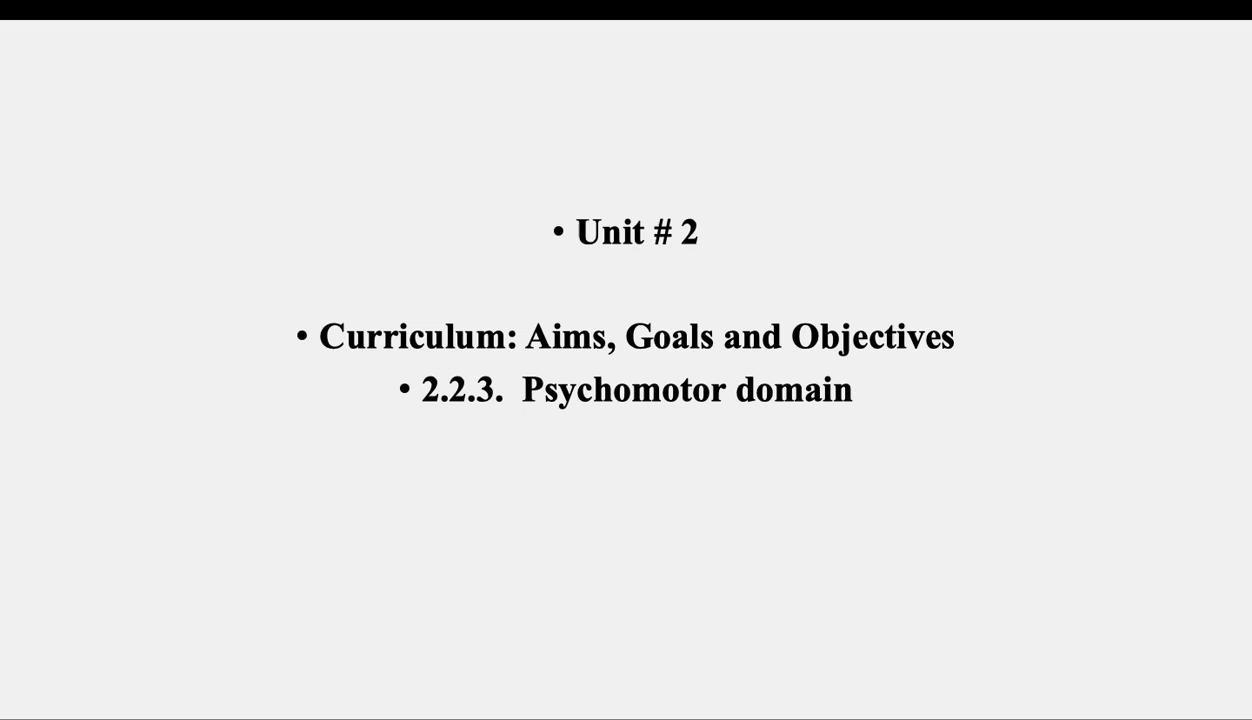 • Unit # 2
• Curriculum: Aims, Goals and Objectives
• 2.2.3.  Psychomotor domain